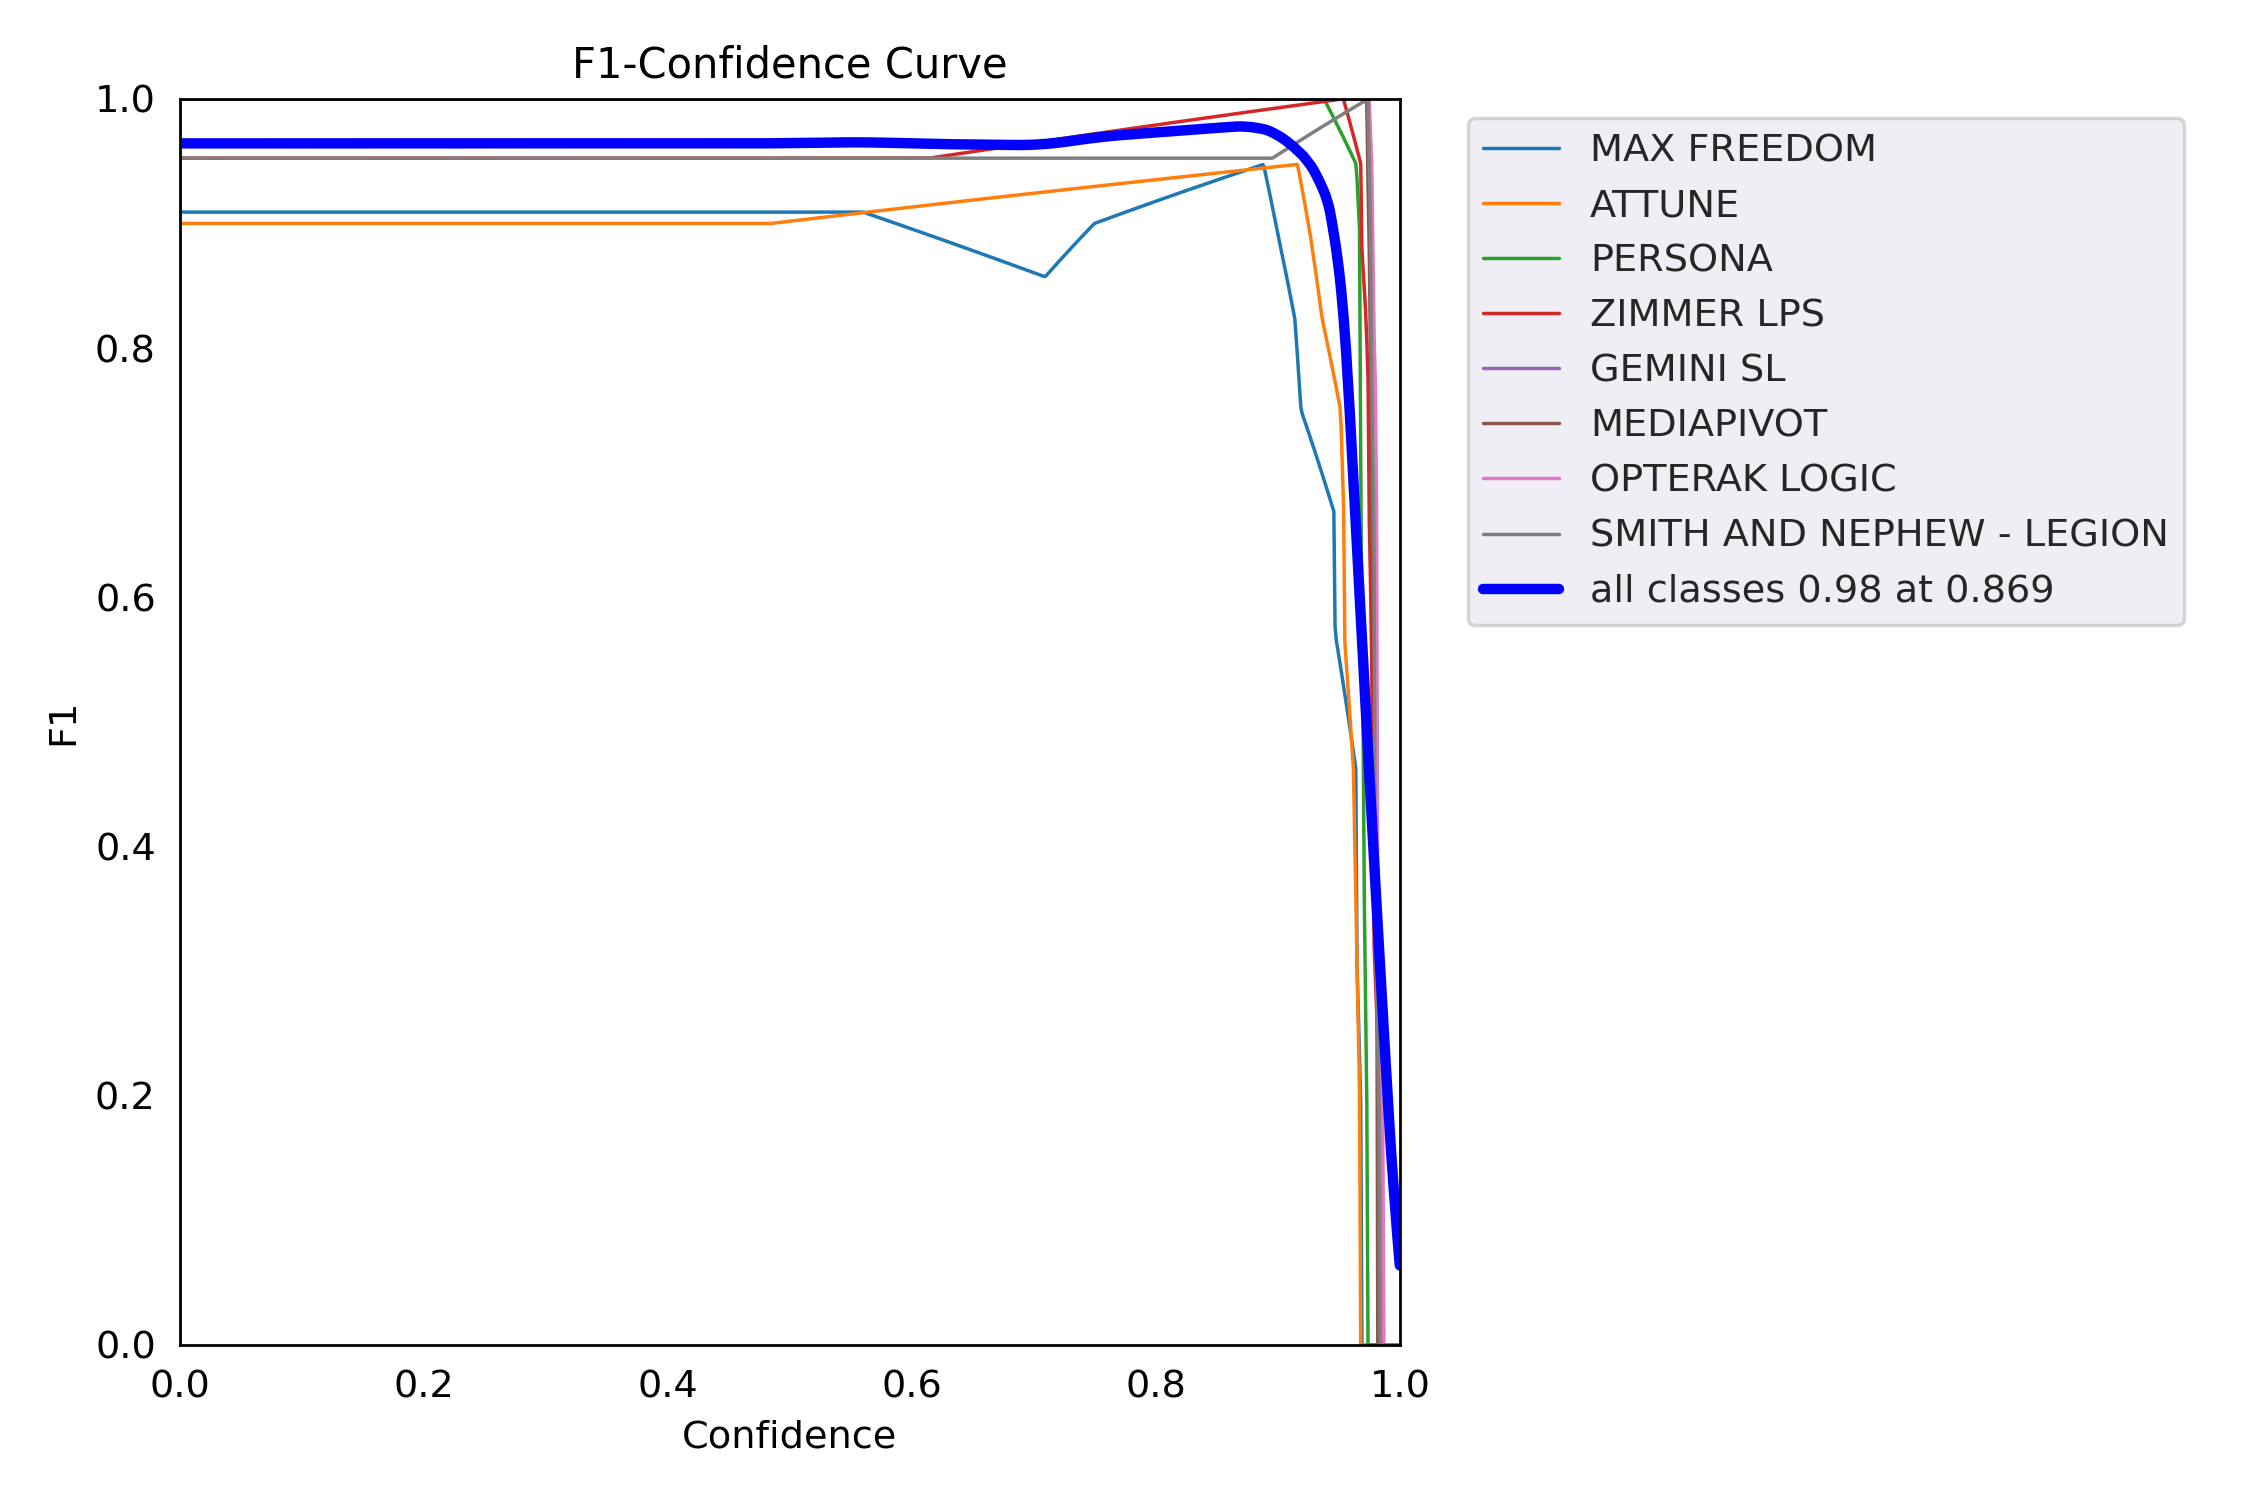 F1-Confidence Curve
1.0
0.8
0.6
0.4
0.2
0.0
F1
0.0 0.2 0.4 0.6 0.8 1.0
Confidence
MAX FREEDOM
ATTUNE
PERSONA
ZIMMER LPS
GEMINI SL
MEDIAPIVOT
OPTERAK LOGIC
SMITH AND NEPHEW - LEGION
all classes 0.98 at 0.869